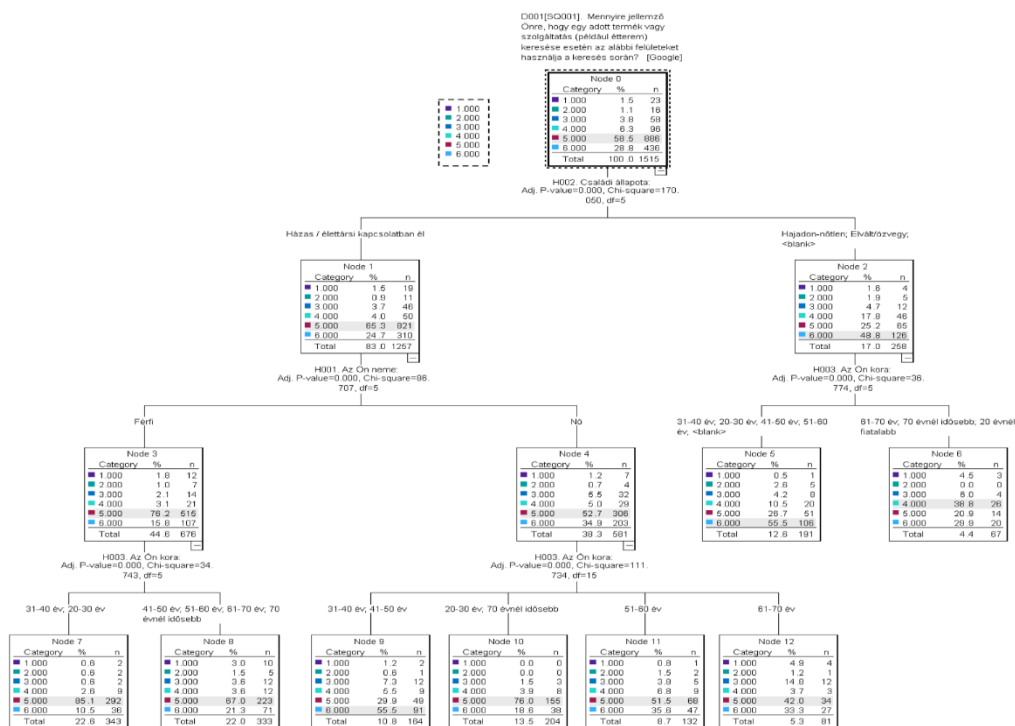 D001[SQ001]. Mennyire jellemző
Önre, hogy egy adott termék vagy
szolgáltatás (például étterem)
keresése esetén az alábbi felületeket
használja a keresés során? [Google]
Node 0
Category % n
1.000 1.5 23
2.000 1.1 16
3.000 3.8 58
4.000 6.3 96
5.000 58.5 886
6.000 28.8 436
Total 100.0 1515
1.000
2.000
3.000
4.000
5.000
6.000
H002. Családi állapota:
Adj. P-value=0.000, Chi-square=170.
050, df=5
Házas / élettársi kapcsolatban él
Hajadon-nőtlen; Elvált/özvegy;
<blank>
Node 1
Category % n
1.000 1.5 19
2.000 0.9 11
3.000 3.7 46
4.000 4.0 50
5.000 65.3 821
6.000 24.7 310
Total 83.0 1257
Node 2
Category % n
1.000 1.6 4
2.000 1.9 5
3.000 4.7 12
4.000 17.8 46
5.000 25.2 65
6.000 48.8 126
Total 17.0 258
H001. Az Ön neme:
Adj. P-value=0.000, Chi-square=86.
707, df=5
H003. Az Ön kora:
Adj. P-value=0.000, Chi-square=36.
774, df=5
Férfi
Nő
31-40 év; 20-30 év; 41-50 év; 51-60
év; <blank>
61-70 év; 70 évnél idősebb; 20 évnél
fiatalabb
Node 3
Category % n
1.000 1.8 12
2.000 1.0 7
3.000 2.1 14
4.000 3.1 21
5.000 76.2 515
6.000 15.8 107
Total 44.6 676
Node 4
Category % n
1.000 1.2 7
2.000 0.7 4
3.000 5.5 32
4.000 5.0 29
5.000 52.7 306
6.000 34.9 203
Total 38.3 581
Node 5
Category % n
1.000 0.5 1
2.000 2.6 5
3.000 4.2 8
4.000 10.5 20
5.000 26.7 51
6.000 55.5 106
Total 12.6 191
Node 6
Category % n
1.000 4.5 3
2.000 0.0 0
3.000 6.0 4
4.000 38.8 26
5.000 20.9 14
6.000 29.9 20
Total 4.4 67
H003. Az Ön kora:
Adj. P-value=0.000, Chi-square=34.
743, df=5
H003. Az Ön kora:
Adj. P-value=0.000, Chi-square=111.
734, df=15
31-40 év; 20-30 év
41-50 év; 51-60 év; 61-70 év; 70
évnél idősebb
31-40 év; 41-50 év
20-30 év; 70 évnél idősebb
51-60 év
61-70 év
Node 7
Category % n
1.000 0.6 2
2.000 0.6 2
3.000 0.6 2
4.000 2.6 9
5.000 85.1 292
6.000 10.5 36
Total 22.6 343
Node 8
Category % n
1.000 3.0 10
2.000 1.5 5
3.000 3.6 12
4.000 3.6 12
5.000 67.0 223
6.000 21.3 71
Total 22.0 333
Node 9
Category % n
1.000 1.2 2
2.000 0.6 1
3.000 7.3 12
4.000 5.5 9
5.000 29.9 49
6.000 55.5 91
Total 10.8 164
Node 10
Category % n
1.000 0.0 0
2.000 0.0 0
3.000 1.5 3
4.000 3.9 8
5.000 76.0 155
6.000 18.6 38
Total 13.5 204
Node 11
Category % n
1.000 0.8 1
2.000 1.5 2
3.000 3.8 5
4.000 6.8 9
5.000 51.5 68
6.000 35.6 47
Total 8.7 132
Node 12
Category % n
1.000 4.9 4
2.000 1.2 1
3.000 14.8 12
4.000 3.7 3
5.000 42.0 34
6.000 33.3 27
Total 5.3 81